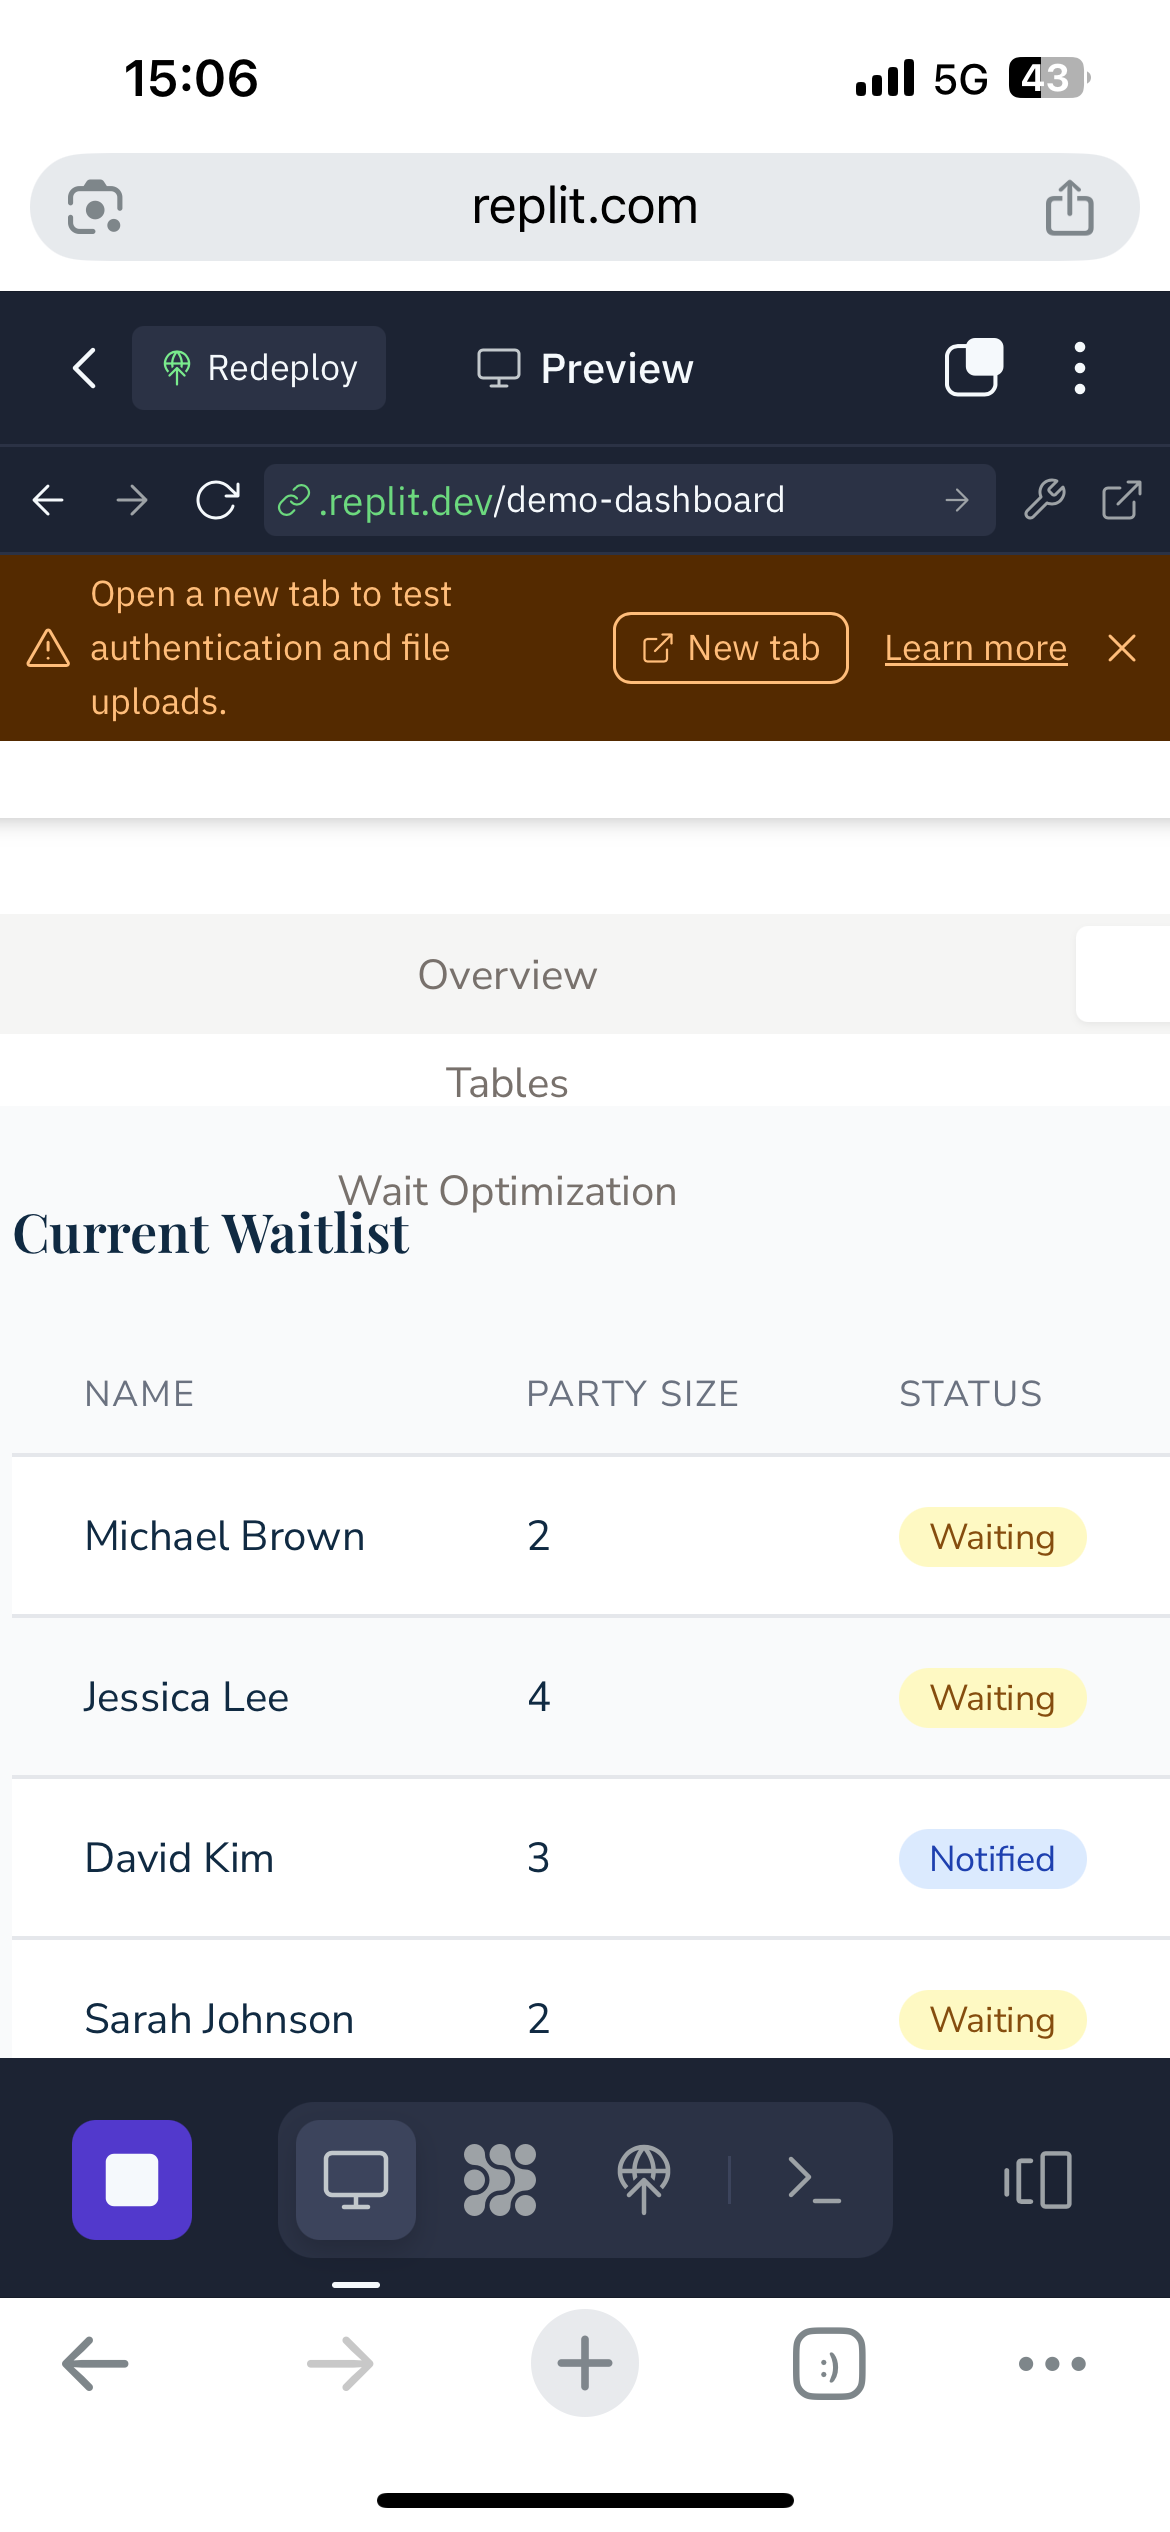 15:06
5G 43
replit.com
Redeploy
Preview
.replit.dev/demo-dashboard
Open a new tab to test
authentication and file
uploads.
New tab
Learn more
Overview
Tables
Wait Optimization
Current Waitlist
NAME PARTY SIZE STATUS
Michael Brown 2 Waiting
Jessica Lee 4 Waiting
David Kim 3 Notified
Sarah Johnson 2 Waiting
:)